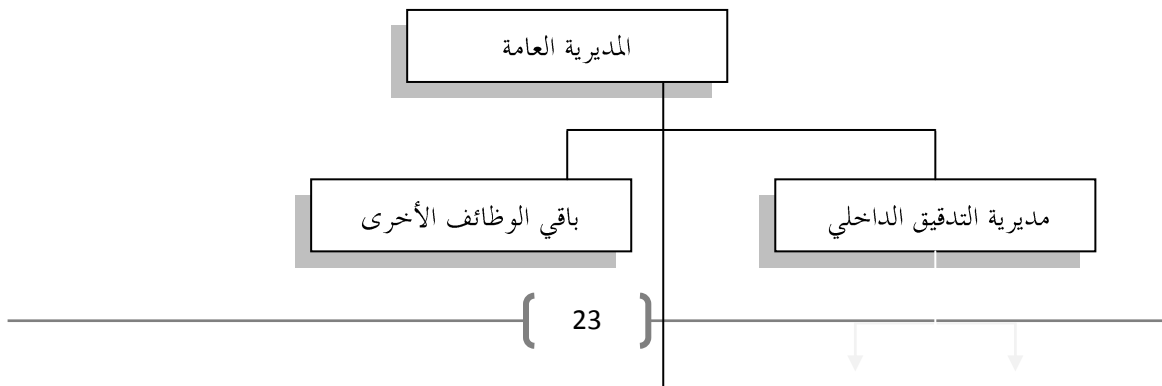 المديرية العامة
مديرية التدقيق الداخلي
باقي الوظائف الأخرى
23